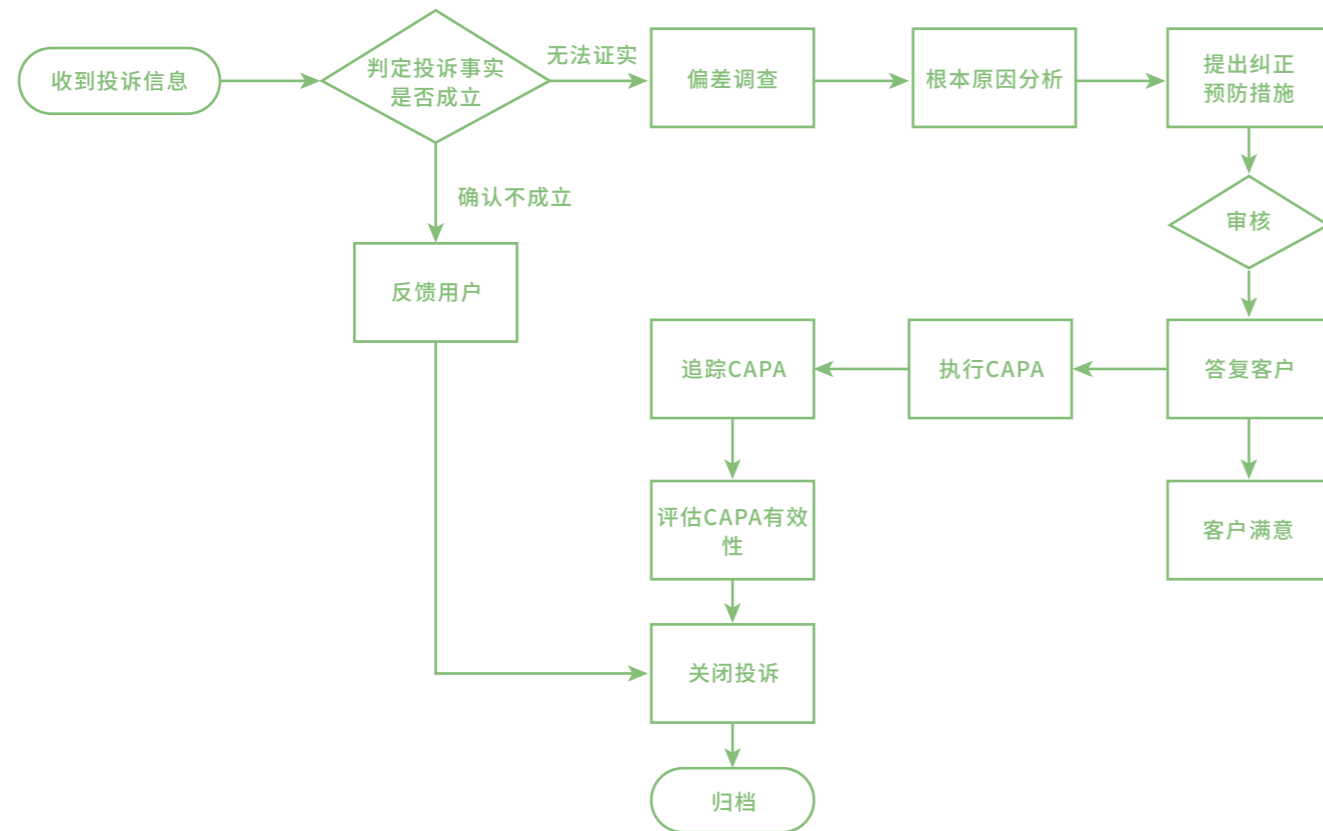 收到投诉信息
判定投诉事实
是否成立
无法证实
偏差调查
根本原因分析
提出纠正
预防措施
确认不成立
审核
反馈用户
追踪CAPA
执行CAPA
答复客户
评估CAPA有效
性
客户满意
关闭投诉
归档